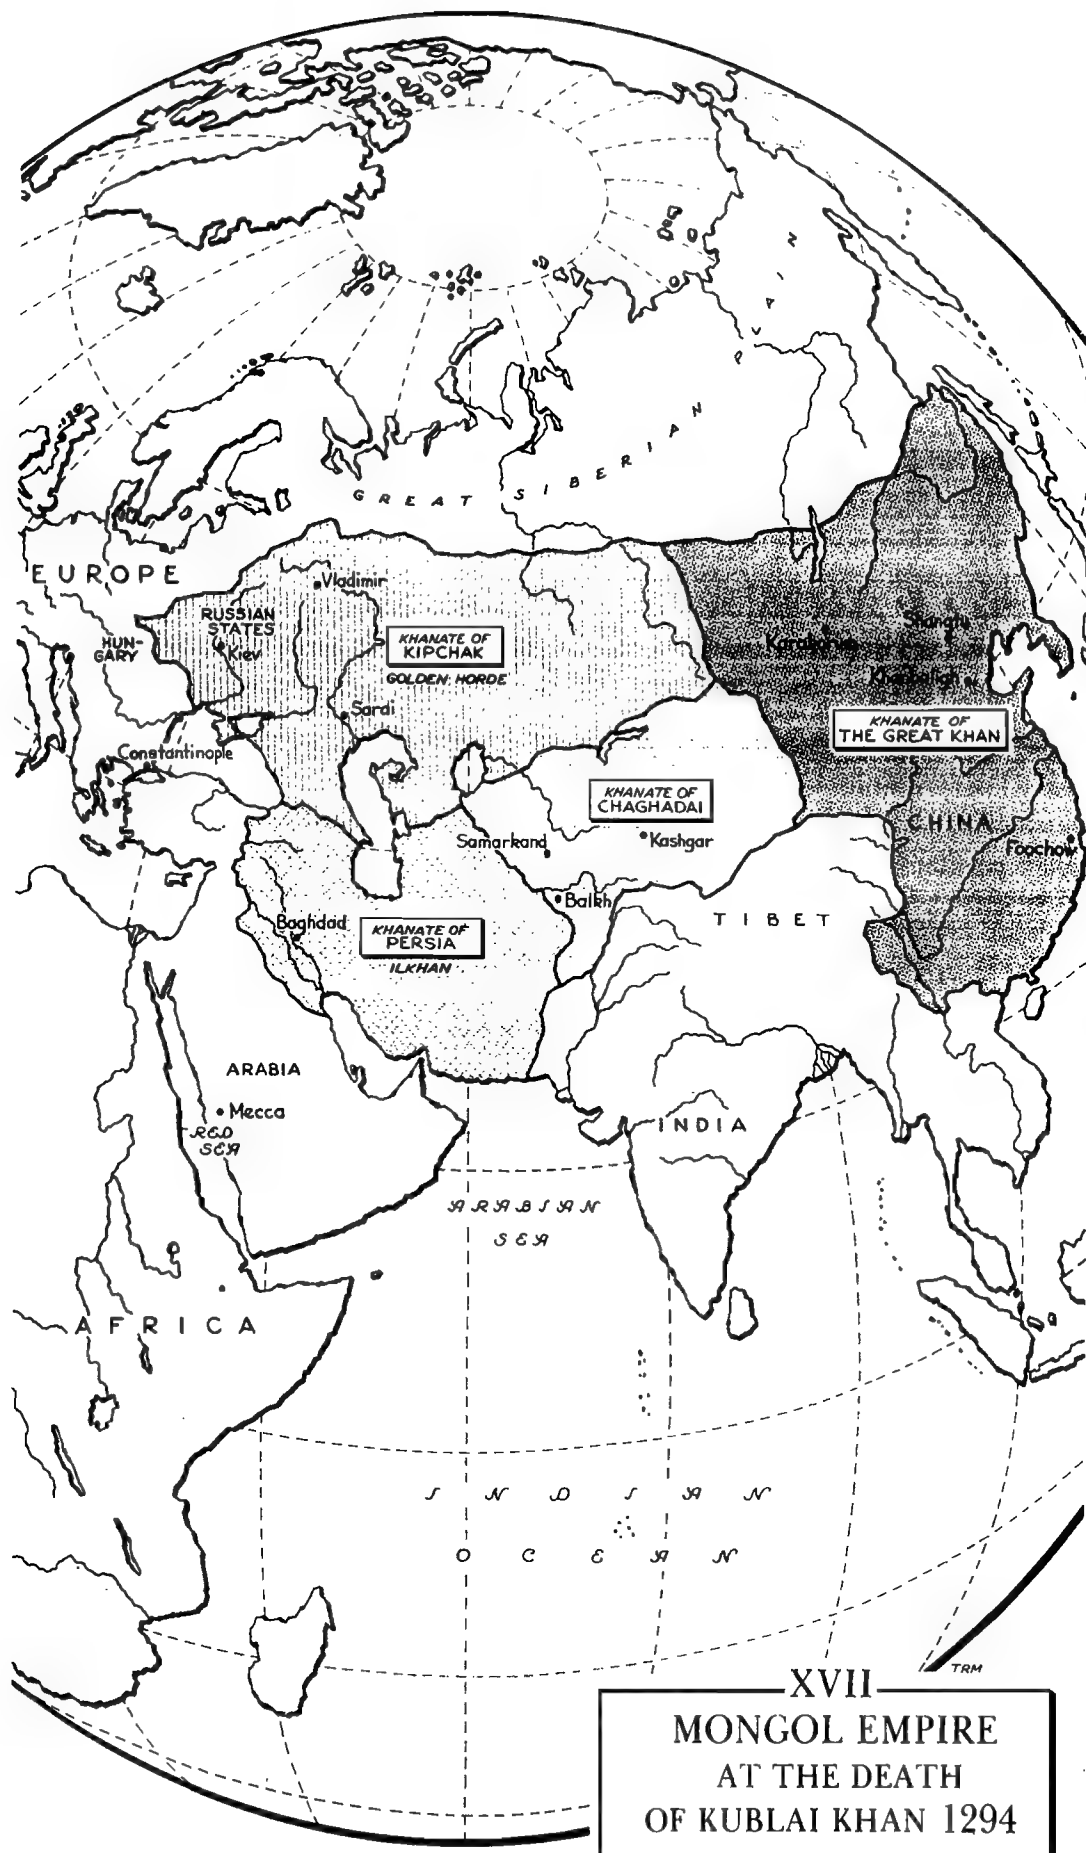 GREAT SIBERIAN PLAIN
EUROPE
Vladimir
RUSSIAN
STATES
Kiev
HUN-
GARY
KHANATE OF
KIPCHAK
GOLDEN HORDE
Sardi
Constantinople
Karakorum
Shangtu
Khanbaligh
KHANATE OF
THE GREAT KHAN
KHANATE OF
CHAGHADAI
Kashgar
Samarkand
CHINA
Foochow
Balkh
TIBET
Baghdad
KHANATE OF
PERSIA
ILKHAN
ARABIA
Mecca
RED
SEA
INDIA
ARABIAN
SEA
AFRICA
INDIAN
OCEAN
TRM
XVII
MONGOL EMPIRE
AT THE DEATH
OF KUBLAI KHAN 1294